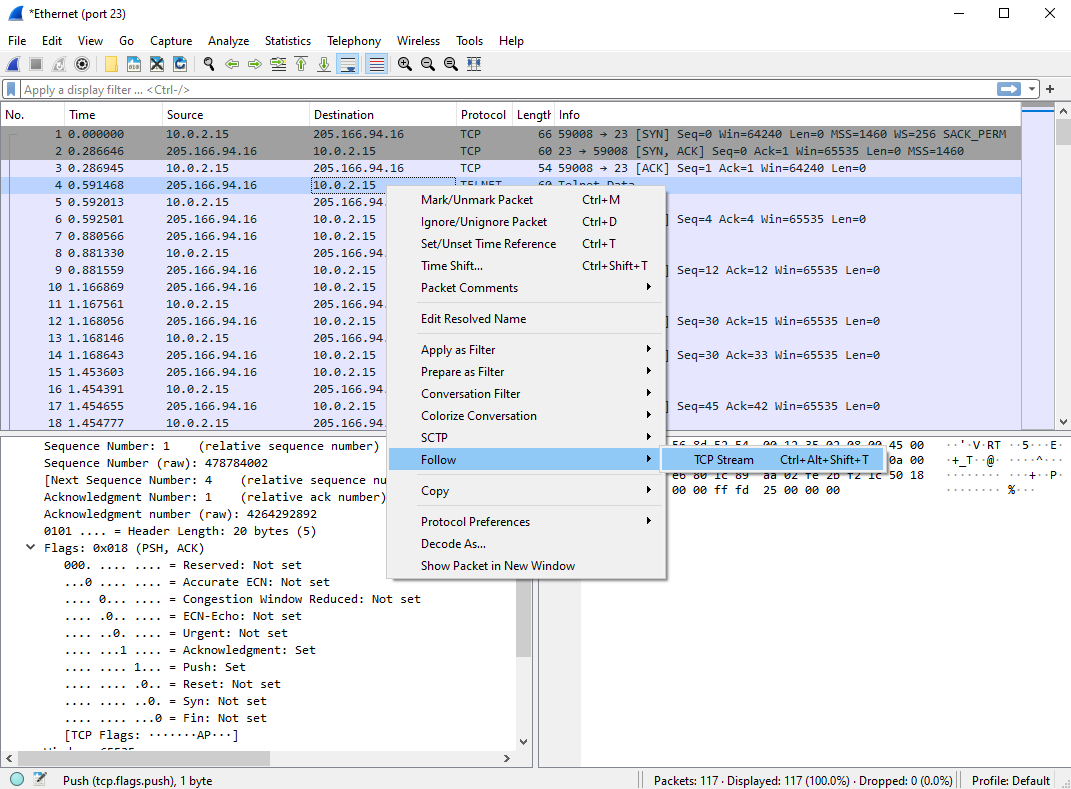 *Ethernet (port 23)
File Edit View Go Capture Analyze Statistics Telephony Wireless Tools Help
Apply a display filter ... <Ctrl-/>
No. Time Source Destination Protocol Length Info
1 0.000000 10.0.2.15 205.166.94.16 TCP 66 59008 → 23 [SYN] Seq=0 Win=64240 Len=0 MSS=1460 WS=256 SACK_PERM
2 0.286646 205.166.94.16 10.0.2.15 TCP 60 23 → 59008 [SYN, ACK] Seq=0 Ack=1 Win=65535 Len=0 MSS=1460
3 0.286945 10.0.2.15 205.166.94.16 TCP 54 59008 → 23 [ACK] Seq=1 Ack=1 Win=64240 Len=0
4 0.591468 205.166.94.16 10.0.2.15 TELNET 60 Telnet Data
5 0.592013 10.0.2.15 205.166.94.
6 0.592501 205.166.94.16 10.0.2.15 ] Seq=4 Ack=4 Win=65535 Len=0
7 0.880566 205.166.94.16 10.0.2.15
8 0.881330 10.0.2.15 205.166.94.
9 0.881559 205.166.94.16 10.0.2.15 ] Seq=12 Ack=12 Win=65535 Len=0
10 1.166869 205.166.94.16 10.0.2.15
11 1.167561 10.0.2.15 205.166.94.
12 1.168056 205.166.94.16 10.0.2.15 ] Seq=30 Ack=15 Win=65535 Len=0
13 1.168146 10.0.2.15 205.166.94.
14 1.168643 205.166.94.16 10.0.2.15 ] Seq=30 Ack=33 Win=65535 Len=0
15 1.453603 205.166.94.16 10.0.2.15
16 1.454391 10.0.2.15 205.166.94.
17 1.454655 205.166.94.16 10.0.2.15 ] Seq=45 Ack=42 Win=65535 Len=0
18 1.454777 10.0.2.15 205.166.94.
Mark/Unmark Packet Ctrl+M
Ignore/Unignore Packet Ctrl+D
Set/Unset Time Reference Ctrl+T
Time Shift... Ctrl+Shift+T
Packet Comments
Edit Resolved Name
Apply as Filter
Prepare as Filter
Conversation Filter
Colorize Conversation
SCTP
Follow
TCP Stream Ctrl+Alt+Shift+T
Copy
Protocol Preferences
Decode As...
Show Packet in New Window
Sequence Number: 1 (relative sequence number)
Sequence Number (raw): 478784002
[Next Sequence Number: 4 (relative sequence nu
Acknowledgment Number: 1 (relative ack number)
Acknowledgment number (raw): 4264292892
0101 .... = Header Length: 20 bytes (5)
Flags: 0x018 (PSH, ACK)
000. .... .... = Reserved: Not set
...0 .... .... = Accurate ECN: Not set
.... 0... .... = Congestion Window Reduced: Not set
.... .0.. .... = ECN-Echo: Not set
.... ..0. .... = Urgent: Not set
.... ...1 .... = Acknowledgment: Set
.... .... 1... = Push: Set
.... .... .0.. = Reset: Not set
.... .... ..0. = Syn: Not set
.... .... ...0 = Fin: Not set
[TCP Flags: ·······AP···]
56 8d 52 54 00 12 35 02 08 00 45 00 ··'·V·RT ··5···E·
0a 00 +_T··@·· ···^····
e6 80 1c 89 aa 02 fe 2b f2 1c 50 18 ········ ···+··P·
00 00 ff fd 25 00 00 00 ········ %···
Push (tcp.flags.push), 1 byte
Packets: 117 · Displayed: 117 (100.0%) · Dropped: 0 (0.0%)
Profile: Default